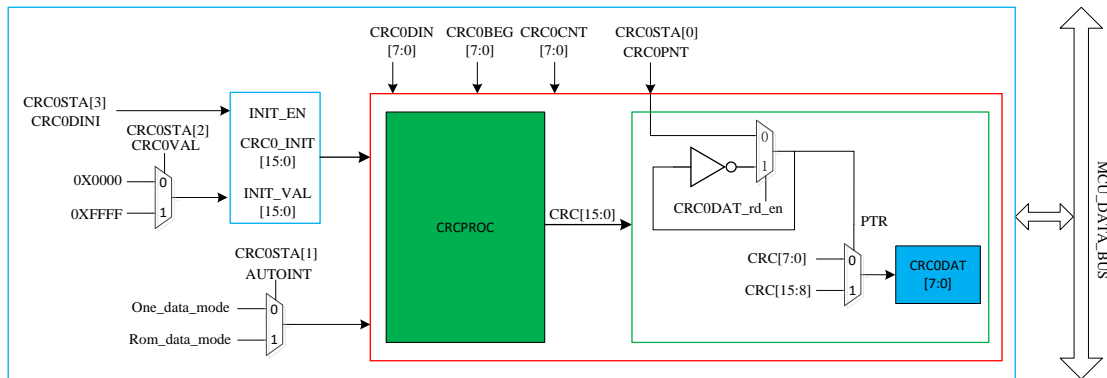 CRC0DIN
[7:0]
CRC0BEG
[7:0]
CRC0CNT
[7:0]
CRC0STA[0]
CRC0PNT
CRC0STA[3]
CRC0DINI
CRC0STA[2]
CRC0VAL
0X0000
0
0XFFFF
1
INIT_EN
CRC0_INIT
[15:0]
INIT_VAL
[15:0]
CRC0STA[1]
AUTOINT
One_data_mode
0
Rom_data_mode
1
CRCPROC
CRC[15:0]
0
1
CRC0DAT_rd_en
PTR
CRC[7:0]
0
CRC[15:8]
1
CRC0DAT
[7:0]
MCU_DATA_BUS